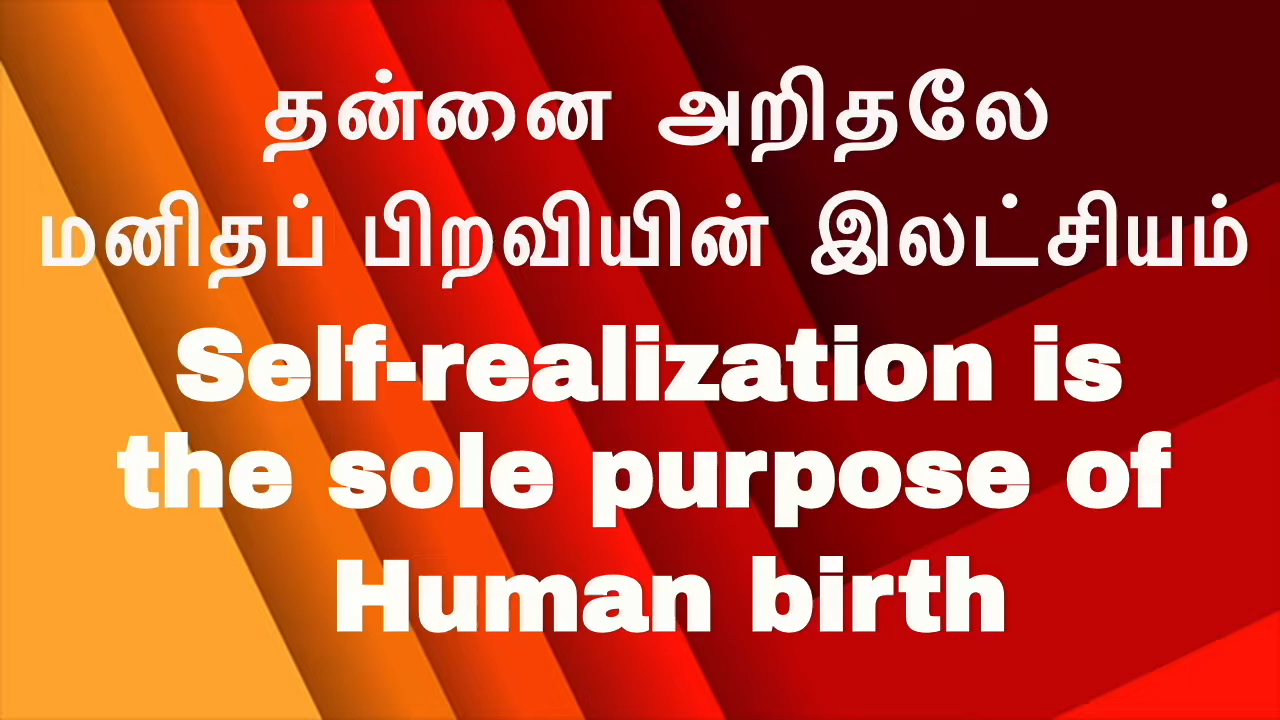 தன்னை அறிதலே
மனிதப் பிறவியின் இலட்சியம்
Self-realization is
the sole purpose of
Human birth